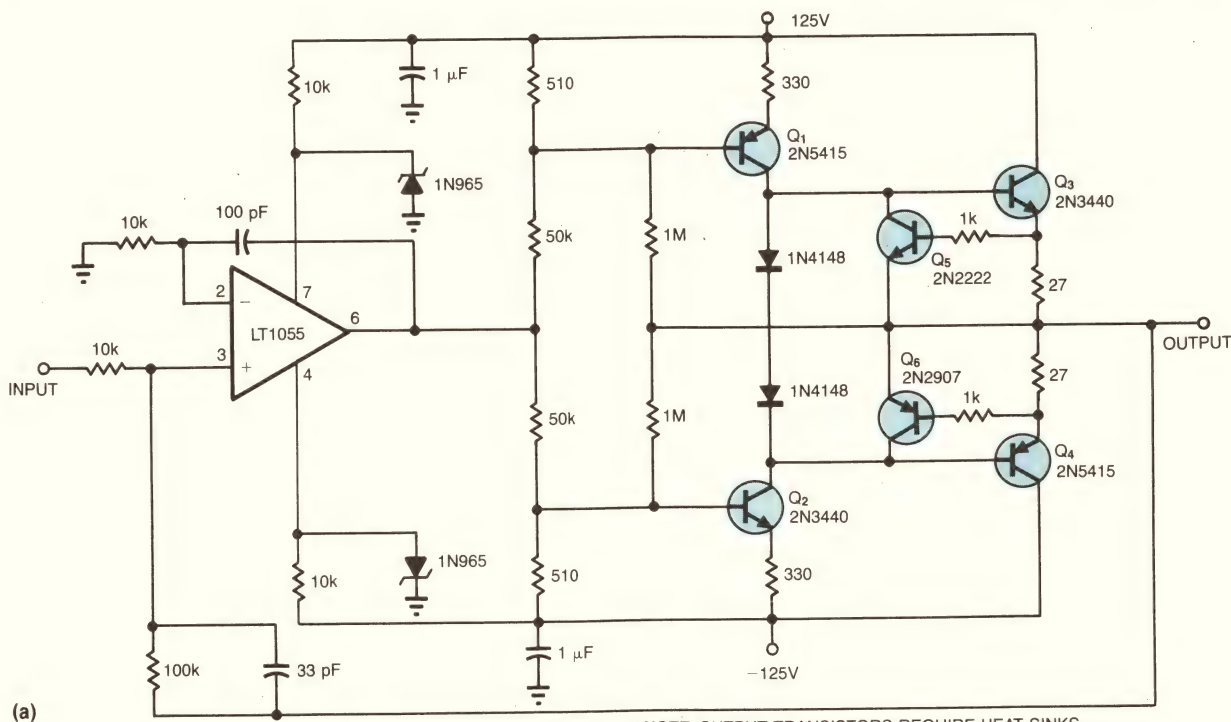 125V
10k
1 µF
510
330
Q1
2N5415
1N965
Q3
2N3440
10k
100 pF
50k
1M
1N4148
1k
Q5
2N2222
27
2
7
6
LT1055
3
4
10k
INPUT
OUTPUT
Q6
2N2907
27
50k
1M
1N4148
1k
Q4
2N5415
Q2
2N3440
1N965
10k
510
330
100k
33 pF
1 µF
−125V
(a)